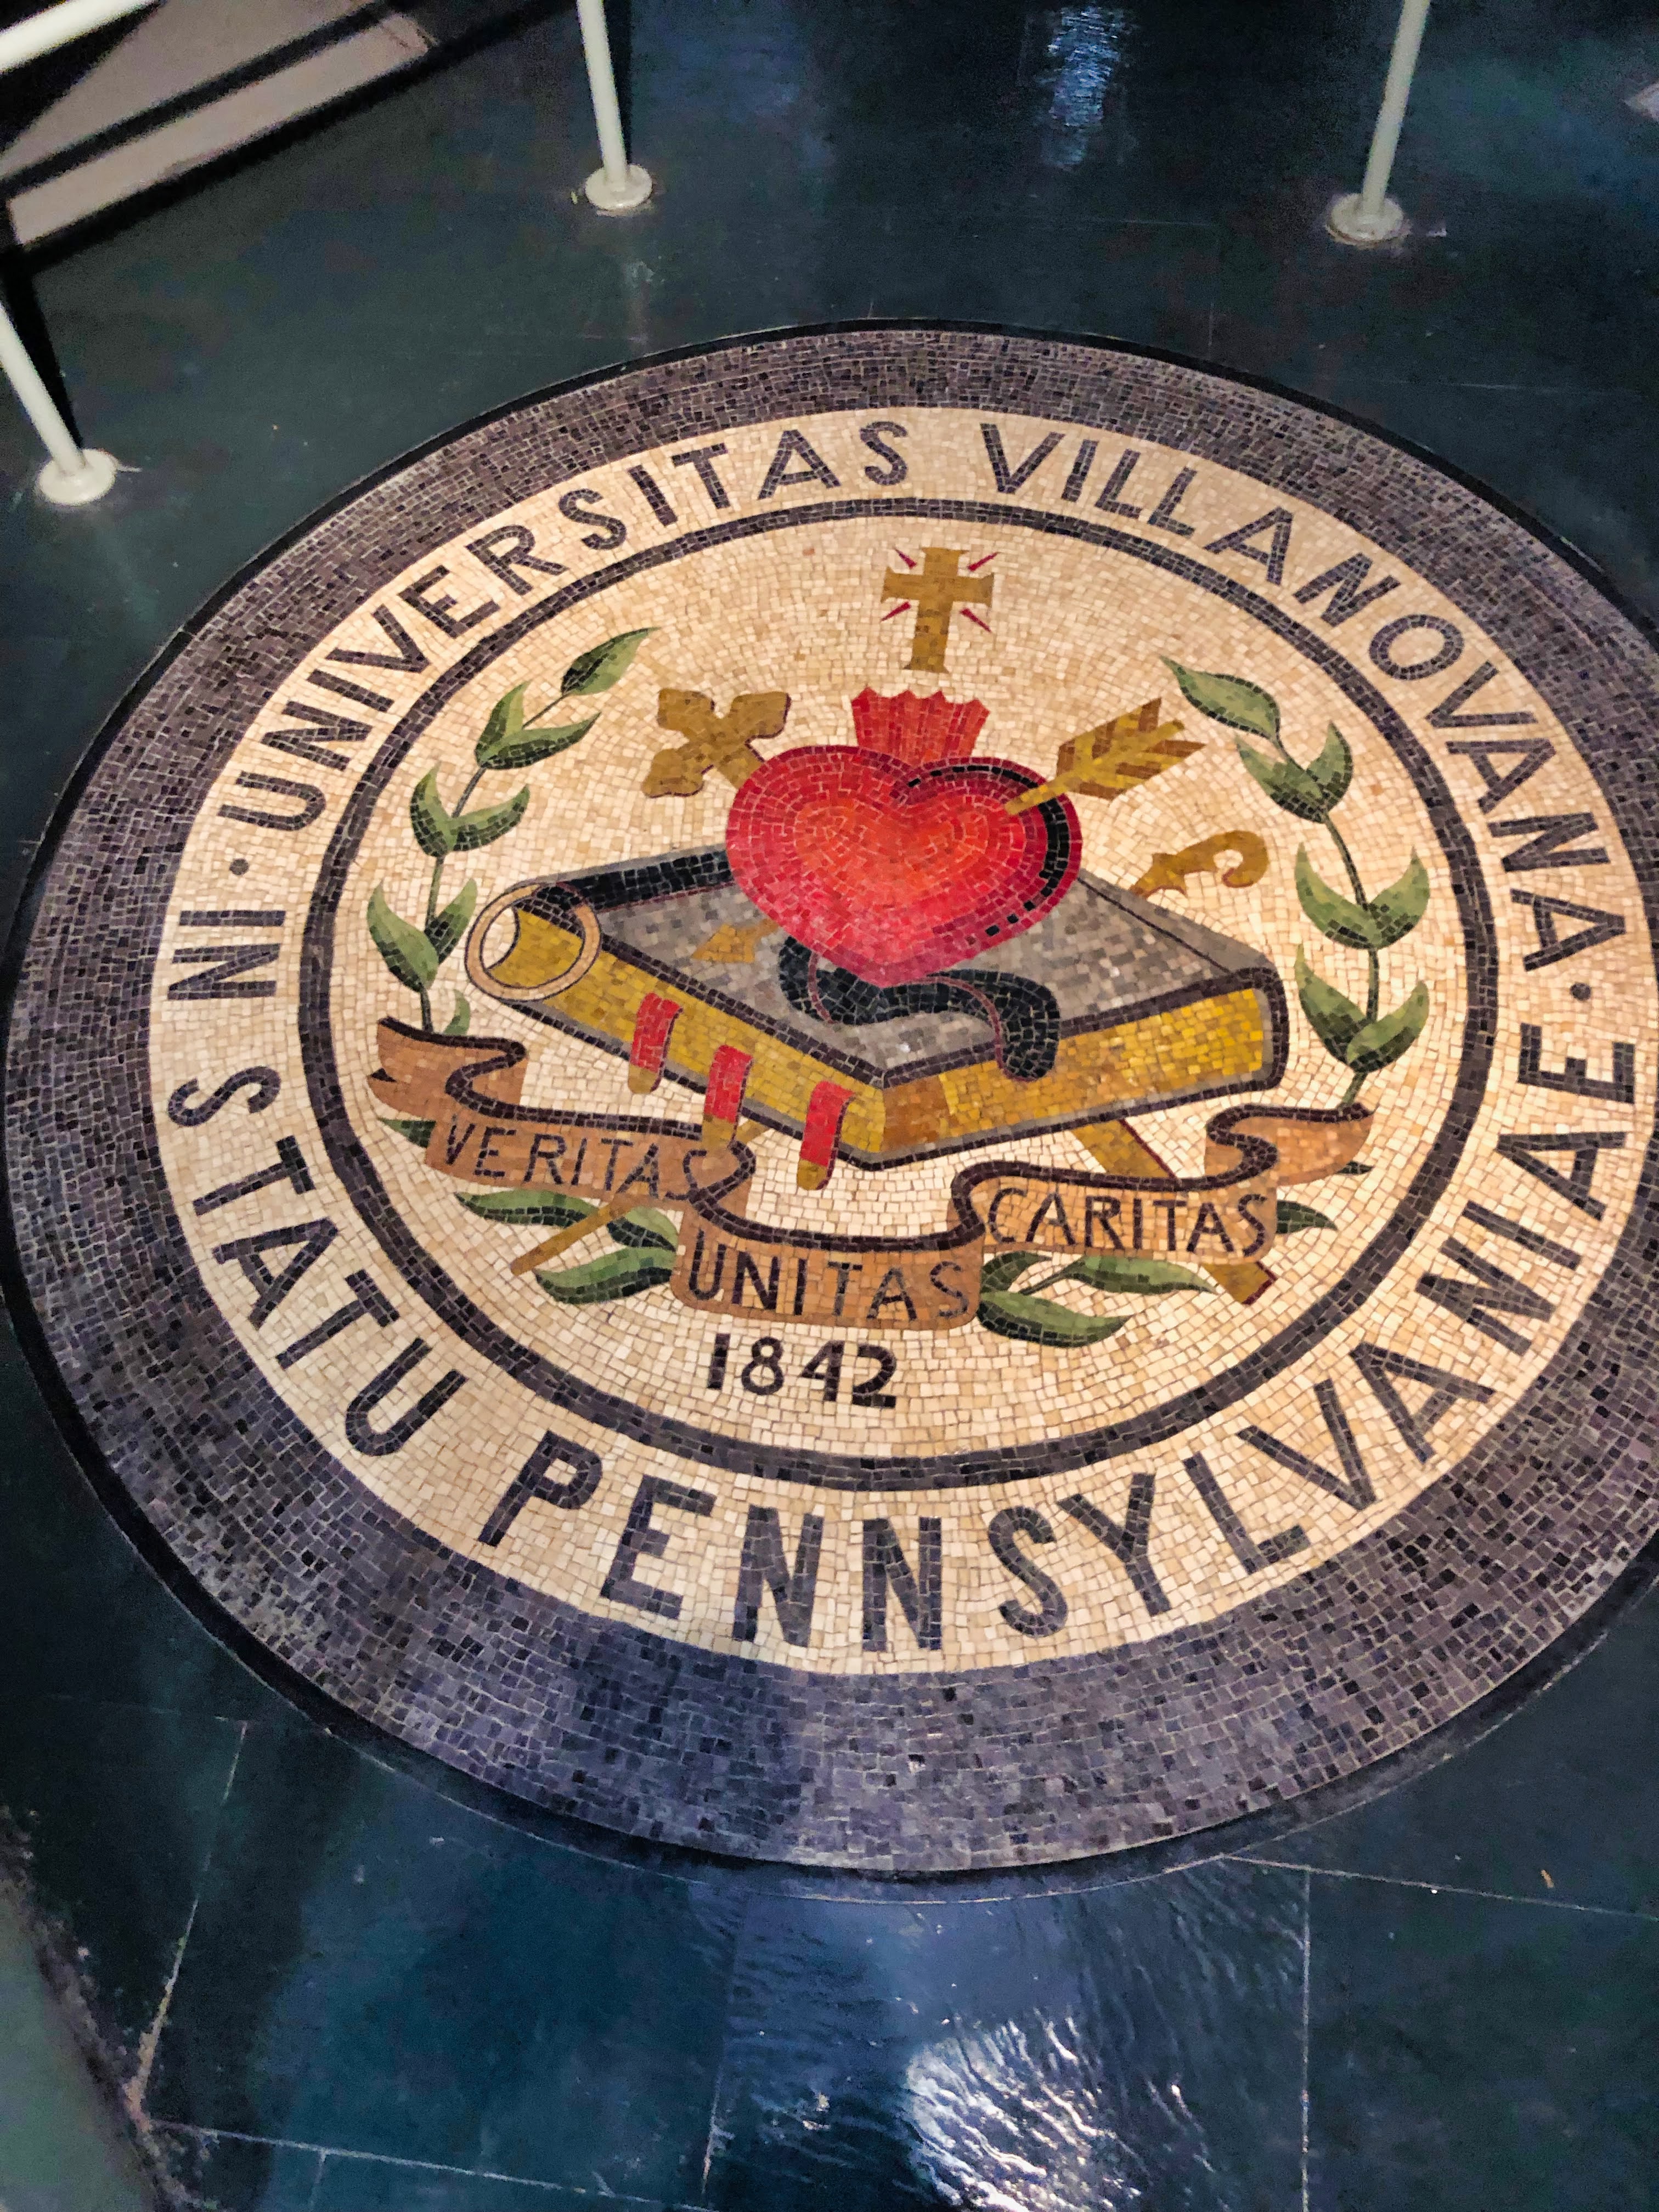 UNIVERSITAS VILLANOVANA · IN STATU PENNSYLVANIAE ·
VERITAS
UNITAS
CARITAS
1842